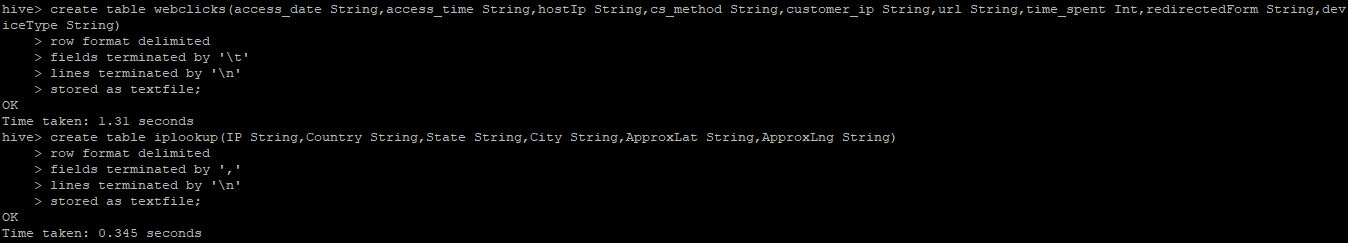 hive> create table webclicks(access_date String,access_time String,hostIp String,cs_method String,customer_ip String,url String,time_spent Int,redirectedForm String,dev
iceType String)
    > row format delimited
    > fields terminated by '\t'
    > lines terminated by '\n'
    > stored as textfile;
OK
Time taken: 1.31 seconds
hive> create table iplookup(IP String,Country String,State String,City String,ApproxLat String,ApproxLng String)
    > row format delimited
    > fields terminated by ','
    > lines terminated by '\n'
    > stored as textfile;
OK
Time taken: 0.345 seconds